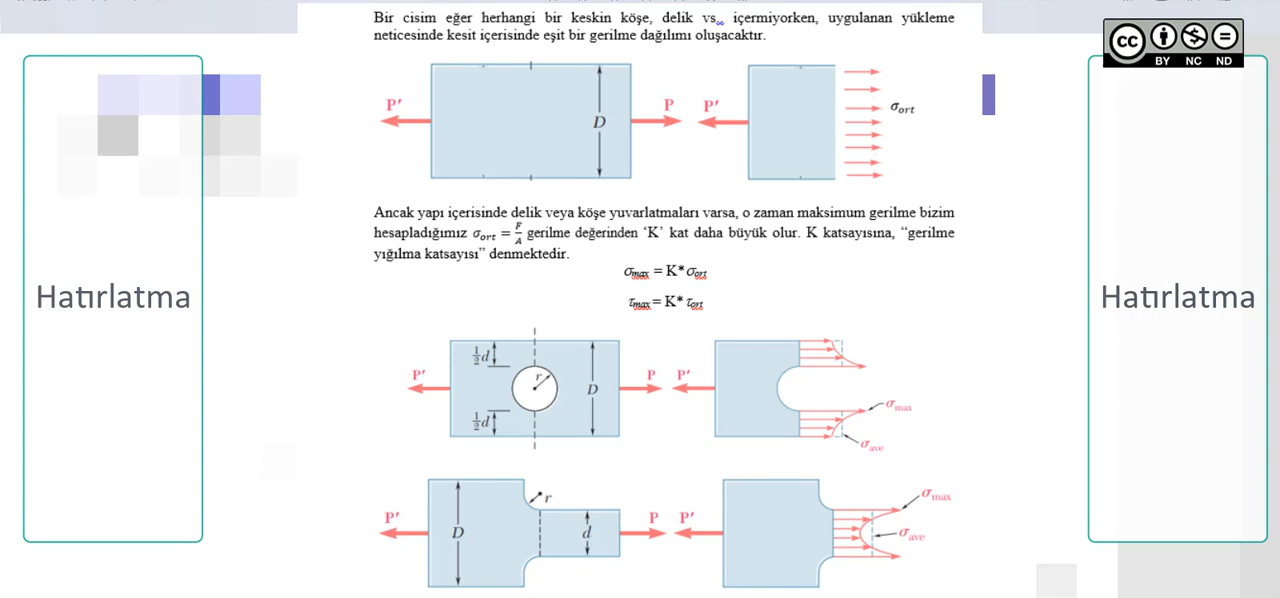 Bir cisim eğer herhangi bir keskin köşe, delik vs., içermiyorken, uygulanan yükleme
neticesinde kesit içerisinde eşit bir gerilme dağılımı oluşacaktır.
P′ D P P′ σort
Ancak yapı içerisinde delik veya köşe yuvarlatmaları varsa, o zaman maksimum gerilme bizim
hesapladığımız σort = F/A gerilme değerinden ‘K’ kat daha büyük olur. K katsayısına, “gerilme
yığılma katsayısı” denmektedir.
σmax = K* σort
τmax = K* τort
½d
P′ r D P P′
½d
σmax
σave
r
P′ D d P P′
σmax
σave
Hatırlatma
Hatırlatma
cc
BY NC ND